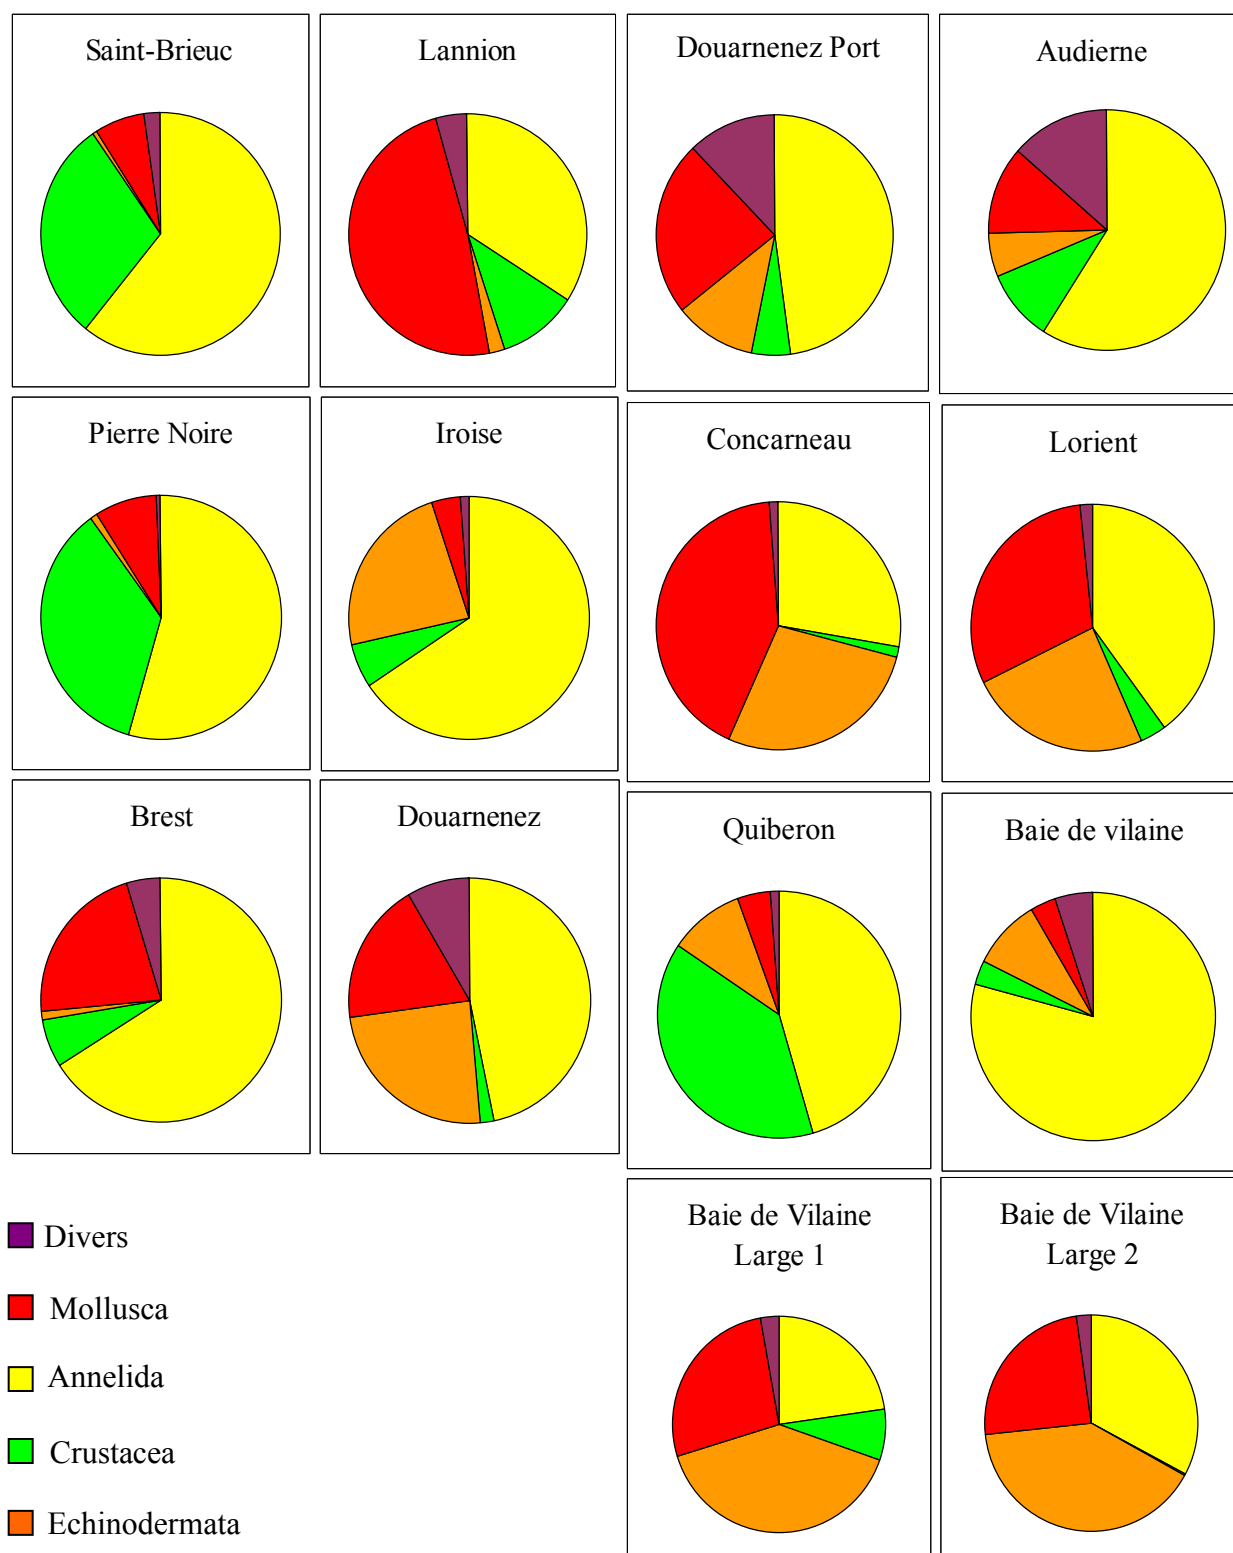 Saint-Brieuc
Lannion
Douarnenez Port
Audierne
Pierre Noire
Iroise
Concarneau
Lorient
Brest
Douarnenez
Quiberon
Baie de vilaine
Baie de Vilaine
Large 1
Baie de Vilaine
Large 2
Divers
Mollusca
Annelida
Crustacea
Echinodermata